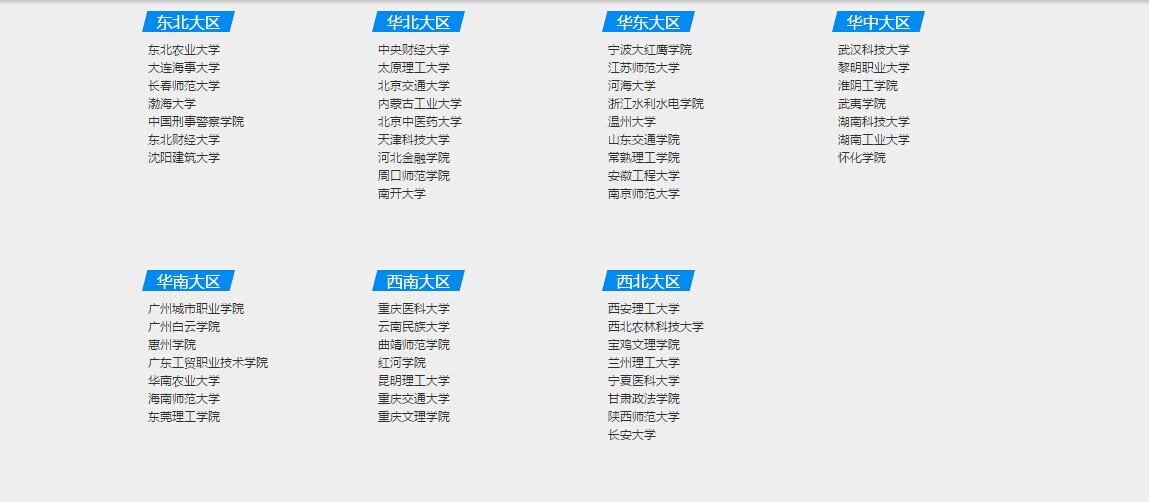 东北大区
东北农业大学
大连海事大学
长春师范大学
渤海大学
中国刑事警察学院
东北财经大学
沈阳建筑大学
华北大区
中央财经大学
太原理工大学
北京交通大学
内蒙古工业大学
北京中医药大学
天津科技大学
河北金融学院
周口师范学院
南开大学
华东大区
宁波大红鹰学院
江苏师范大学
河海大学
浙江水利水电学院
温州大学
山东交通学院
常熟理工学院
安徽工程大学
南京师范大学
华中大区
武汉科技大学
黎明职业大学
淮阴工学院
武夷学院
湖南科技大学
湖南工业大学
怀化学院
华南大区
广州城市职业学院
广州白云学院
惠州学院
广东工贸职业技术学院
华南农业大学
海南师范大学
东莞理工学院
西南大区
重庆医科大学
云南民族大学
曲靖师范学院
红河学院
昆明理工大学
重庆交通大学
重庆文理学院
西北大区
西安理工大学
西北农林科技大学
宝鸡文理学院
兰州理工大学
宁夏医科大学
甘肃政法学院
陕西师范大学
长安大学